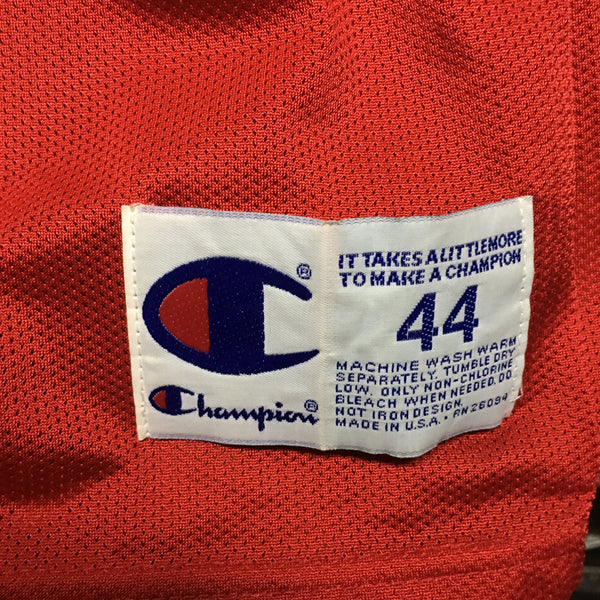 ®
Champion®
IT TAKES A LITTLE MORE
TO MAKE A CHAMPION
44
MACHINE WASH WARM
SEPARATELY. TUMBLE DRY
LOW. ONLY NON-CHLORINE
BLEACH WHEN NEEDED. DO
NOT IRON DESIGN.
MADE IN U.S.A. • RN 26094